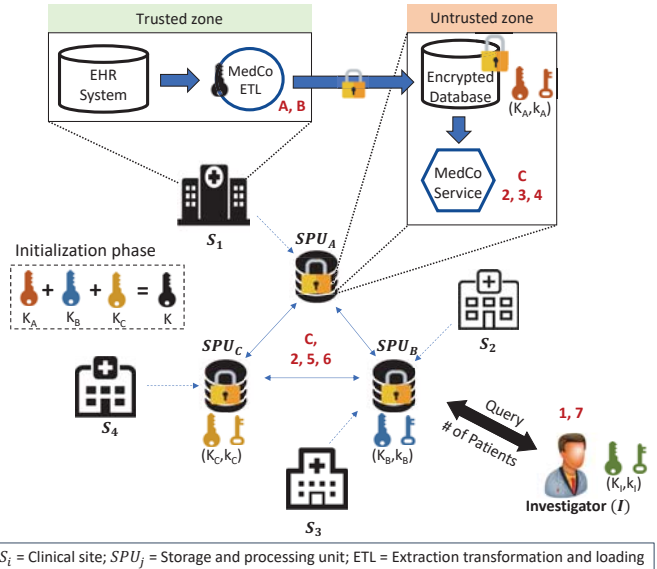 Trusted zone
Untrusted zone
EHR
System
MedCo
ETL
A, B
Encrypted
Database
(K_A,k_A)
MedCo
Service
C
2, 3, 4
S_1
SPU_A
Initialization phase
+ + =
K_A K_B K_C K
S_2
SPU_C
C,
2, 5, 6
SPU_B
S_4
(K_C,k_C)
(K_B,k_B)
S_3
Query
# of Patients
1, 7
(K_I,k_I)
Investigator (I)
S_i = Clinical site; SPU_j = Storage and processing unit; ETL = Extraction transformation and loading